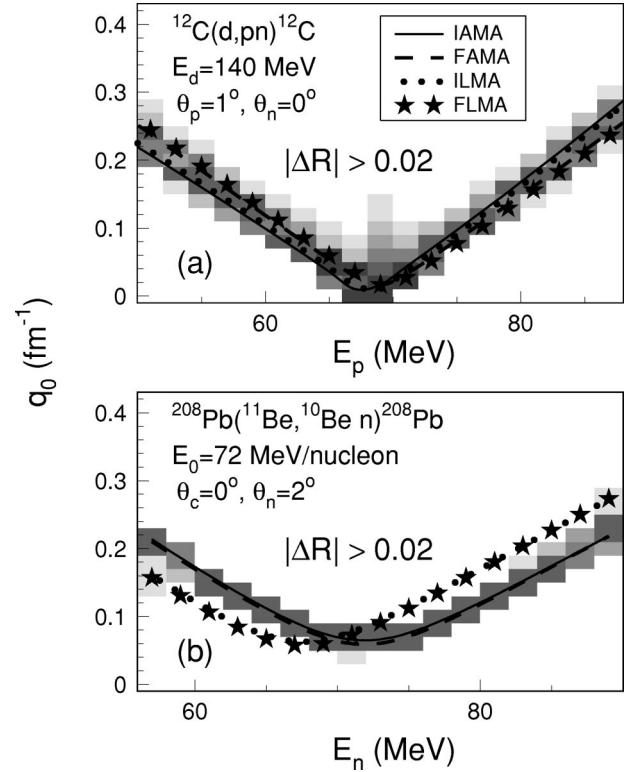 ¹²C(d,pn)¹²C
E_d=140 MeV
θ_p=1°, θ_n=0°
IAMA
FAMA
ILMA
FLMA
|ΔR| > 0.02
(a)
0.4
0.3
0.2
0.1
0
60
80
E_p (MeV)
q_0 (fm⁻¹)
²⁰⁸Pb(¹¹Be,¹⁰Be n)²⁰⁸Pb
E_0=72 MeV/nucleon
θ_c=0°, θ_n=2°
|ΔR| > 0.02
(b)
0.4
0.3
0.2
0.1
0
60
80
E_n (MeV)